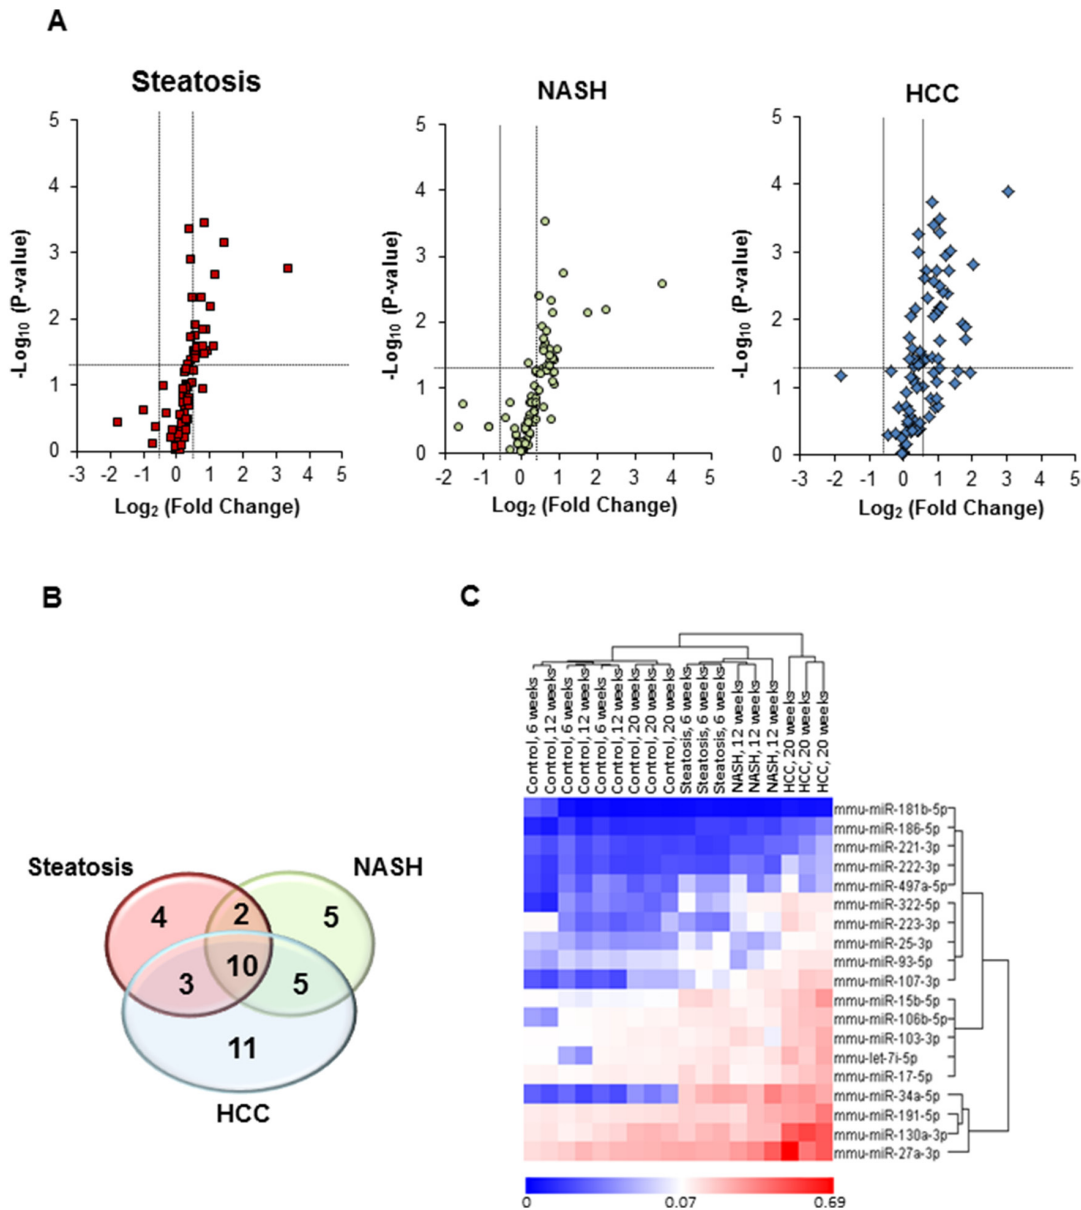 A
Steatosis
NASH
HCC
5
4
3
2
1
0
-3 -2 -1 0 1 2 3 4 5
-Log10 (P-value)
Log2 (Fold Change)
5
4
3
2
1
0
-2 -1 0 1 2 3 4 5
-Log10 (P-value)
Log2 (Fold Change)
5
4
3
2
1
0
-3 -2 -1 0 1 2 3 4 5
-Log10 (P-value)
Log2 (Fold Change)
B
Steatosis
NASH
4
2
5
10
3
5
11
HCC
C
Control, 6 weeks
Control, 12 weeks
Control, 6 weeks
Control, 12 weeks
Control, 6 weeks
Control, 12 weeks
Control, 20 weeks
Control, 20 weeks
Control, 20 weeks
Steatosis, 6 weeks
Steatosis, 6 weeks
Steatosis, 6 weeks
NASH, 12 weeks
NASH, 12 weeks
NASH, 12 weeks
HCC, 20 weeks
HCC, 20 weeks
HCC, 20 weeks
mmu-miR-181b-5p
mmu-miR-186-5p
mmu-miR-221-3p
mmu-miR-222-3p
mmu-miR-497a-5p
mmu-miR-322-5p
mmu-miR-223-3p
mmu-miR-25-3p
mmu-miR-93-5p
mmu-miR-107-3p
mmu-miR-15b-5p
mmu-miR-106b-5p
mmu-miR-103-3p
mmu-let-7i-5p
mmu-miR-17-5p
mmu-miR-34a-5p
mmu-miR-191-5p
mmu-miR-130a-3p
mmu-miR-27a-3p
0 0.07 0.69